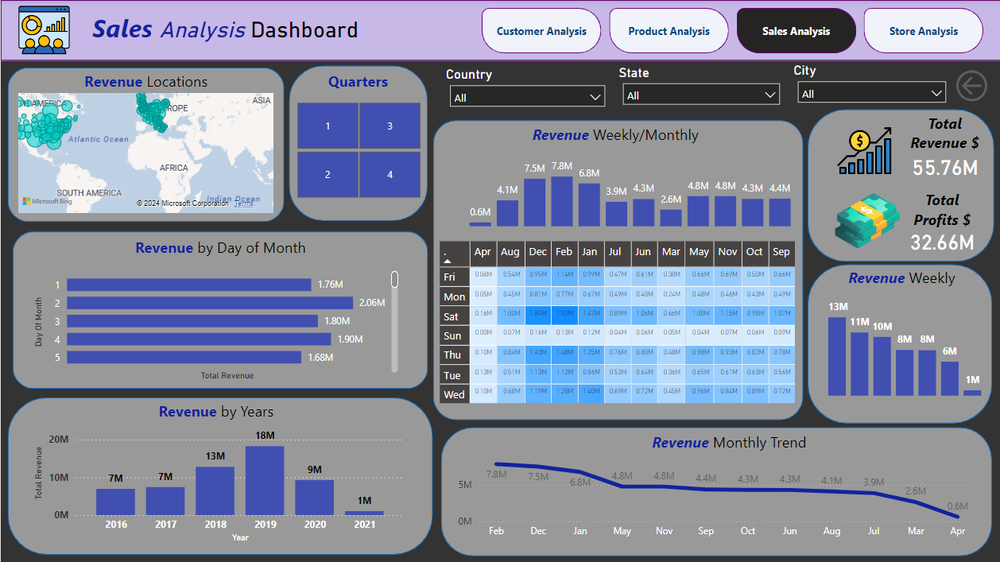 Sales Analysis Dashboard
Customer Analysis
Product Analysis
Sales Analysis
Store Analysis
Revenue Locations
ASIA
Atlantic Ocean
AFRICA
SOUTH AMERICA
Indian Ocean
Microsoft Bing
© 2024 Microsoft Corporation Terms
Quarters
1 3
2 4
Country
All
State
All
City
All
Total
Revenue $
55.76M
Total
Profits $
32.66M
Revenue Weekly/Monthly
0.6M 4.1M 7.5M 7.8M 6.8M 3.9M 4.3M 2.6M 4.8M 4.8M 4.3M 4.4M
. Apr Aug Dec Feb Jan Jul Jun Mar May Nov Oct Sep
Fri 0.06M 0.54M 0.95M 1.14M 0.99M 0.47M 0.61M 0.38M 0.66M 0.69M 0.50M 0.66M
Mon 0.05M 0.45M 0.81M 0.77M 0.67M 0.49M 0.40M 0.24M 0.48M 0.46M 0.43M 0.49M
Sat 0.16M 1.00M 1.84M 1.92M 1.47M 0.89M 1.06M 0.66M 1.00M 1.15M 0.98M 1.07M
Sun 0.00M 0.07M 0.16M 0.13M 0.12M 0.04M 0.06M 0.05M 0.04M 0.07M 0.06M 0.09M
Thu 0.10M 0.84M 1.43M 1.48M 1.25M 0.76M 0.80M 0.48M 0.98M 0.93M 0.82M 0.78M
Tue 0.13M 0.51M 1.13M 1.12M 0.86M 0.53M 0.64M 0.36M 0.65M 0.61M 0.63M 0.56M
Wed 0.10M 0.68M 1.19M 1.28M 1.40M 0.69M 0.72M 0.45M 0.96M 0.84M 0.89M 0.72M
Revenue by Day of Month
Day Of Month
1 1.76M
2 2.06M
3 1.80M
4 1.90M
5 1.68M
Total Revenue
Revenue Weekly
13M 11M 10M 8M 8M 6M 1M
Revenue by Years
Total Revenue
20M
10M
0M
7M 7M 13M 18M 9M 1M
2016 2017 2018 2019 2020 2021
Year
Revenue Monthly Trend
5M
0M
7.8M 7.5M 6.8M 4.8M 4.8M 4.4M 4.3M 4.3M 4.1M 3.9M 2.6M 0.6M
Feb Dec Jan May Nov Sep Oct Jun Aug Jul Mar Apr